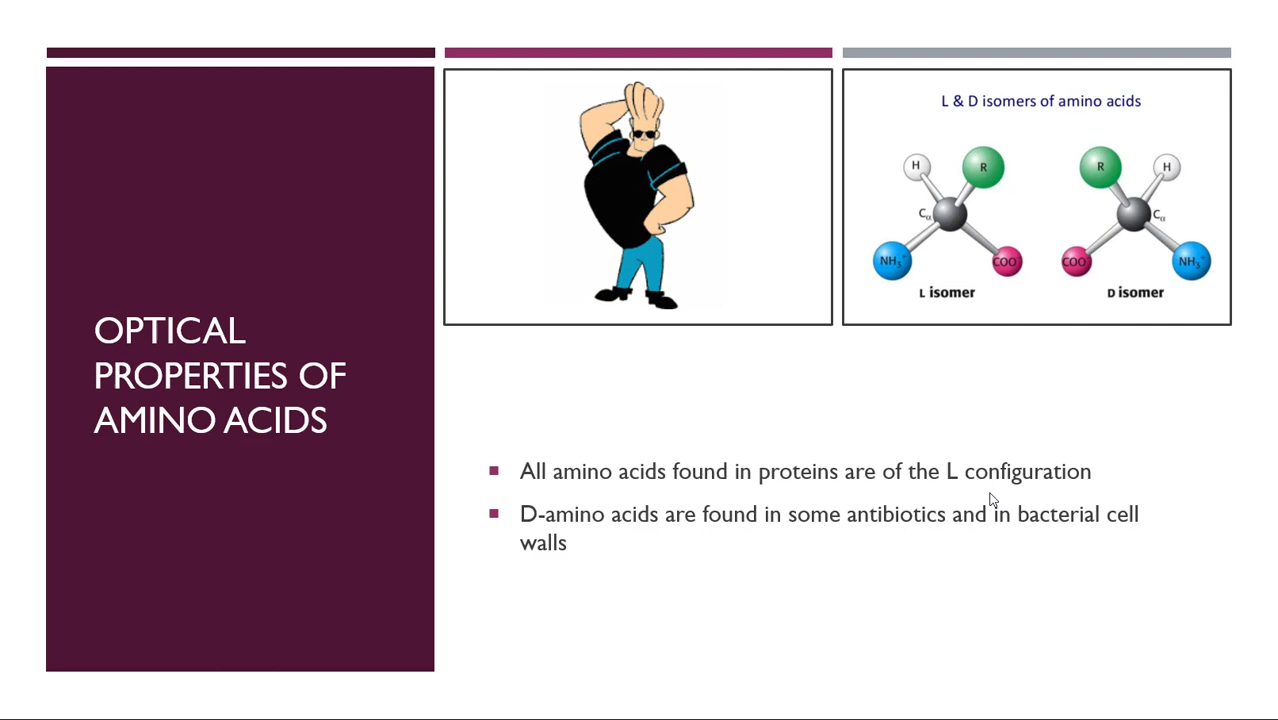 OPTICAL
PROPERTIES OF
AMINO ACIDS
L & D isomers of amino acids
H R R H
Cα Cα
NH3+ COO COO NH3+
L isomer D isomer
All amino acids found in proteins are of the L configuration
D-amino acids are found in some antibiotics and in bacterial cell
walls